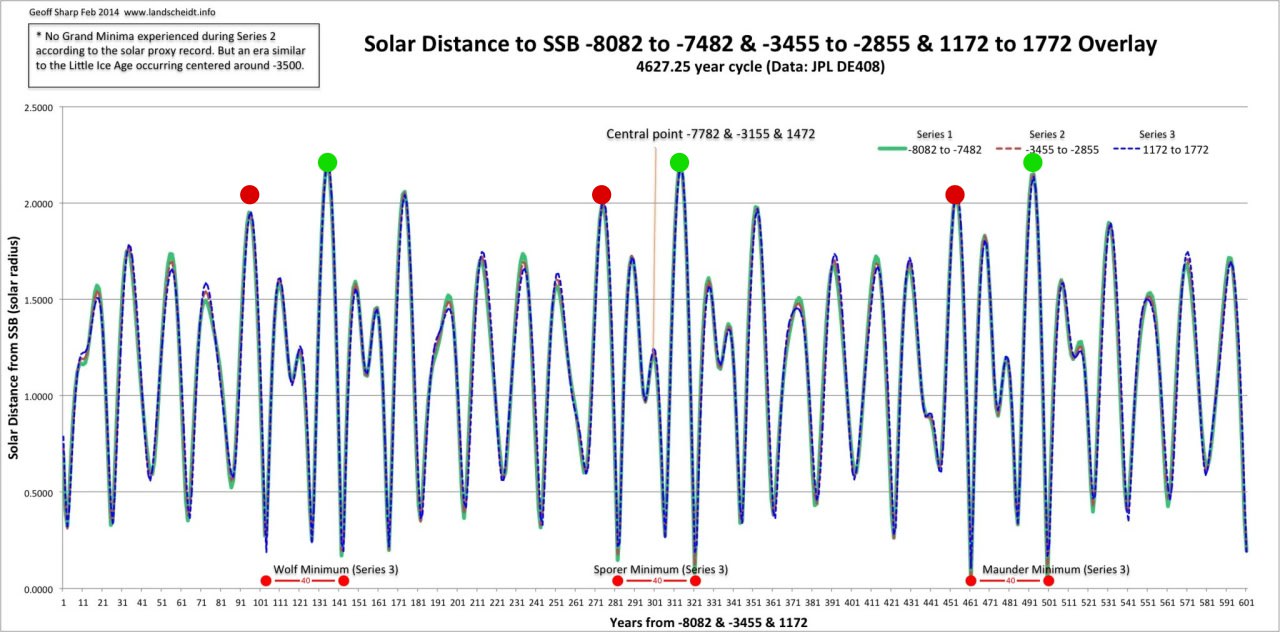 Geoff Sharp Feb 2014  www.landscheidt.info
* No Grand Minima experienced during Series 2
according to the solar proxy record. But an era similar
to the Little Ice Age occurring centered around -3500.
Solar Distance to SSB -8082 to -7482 & -3455 to -2855 & 1172 to 1772 Overlay
4627.25 year cycle (Data: JPL DE408)
Central point -7782 & -3155 & 1472
Series 1 Series 2 Series 3
-8082 to -7482 -3455 to -2855 1172 to 1772
Solar Distance from SSB (solar radius)
2.5000
2.0000
1.5000
1.0000
0.5000
0.0000
Wolf Minimum (Series 3) Sporer Minimum (Series 3) Maunder Minimum (Series 3)
40 40 40
1 11 21 31 41 51 61 71 81 91 101 111 121 131 141 151 161 171 181 191 201 211 221 231 241 251 261 271 281 291 301 311 321 331 341 351 361 371 381 391 401 411 421 431 441 451 461 471 481 491 501 511 521 531 541 551 561 571 581 591 601
Years from -8082 & -3455 & 1172